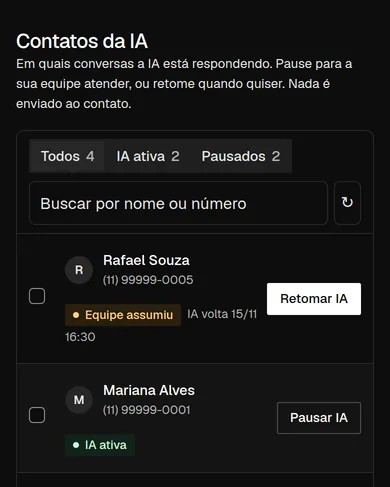 Contatos da IA
Em quais conversas a IA está respondendo. Pause para a
sua equipe atender, ou retome quando quiser. Nada é
enviado ao contato.
Todos 4 IA ativa 2 Pausados 2
Buscar por nome ou número ↻
R Rafael Souza
(11) 99999-0005
Retomar IA
Equipe assumiu IA volta 15/11
16:30
M Mariana Alves
(11) 99999-0001
Pausar IA
IA ativa